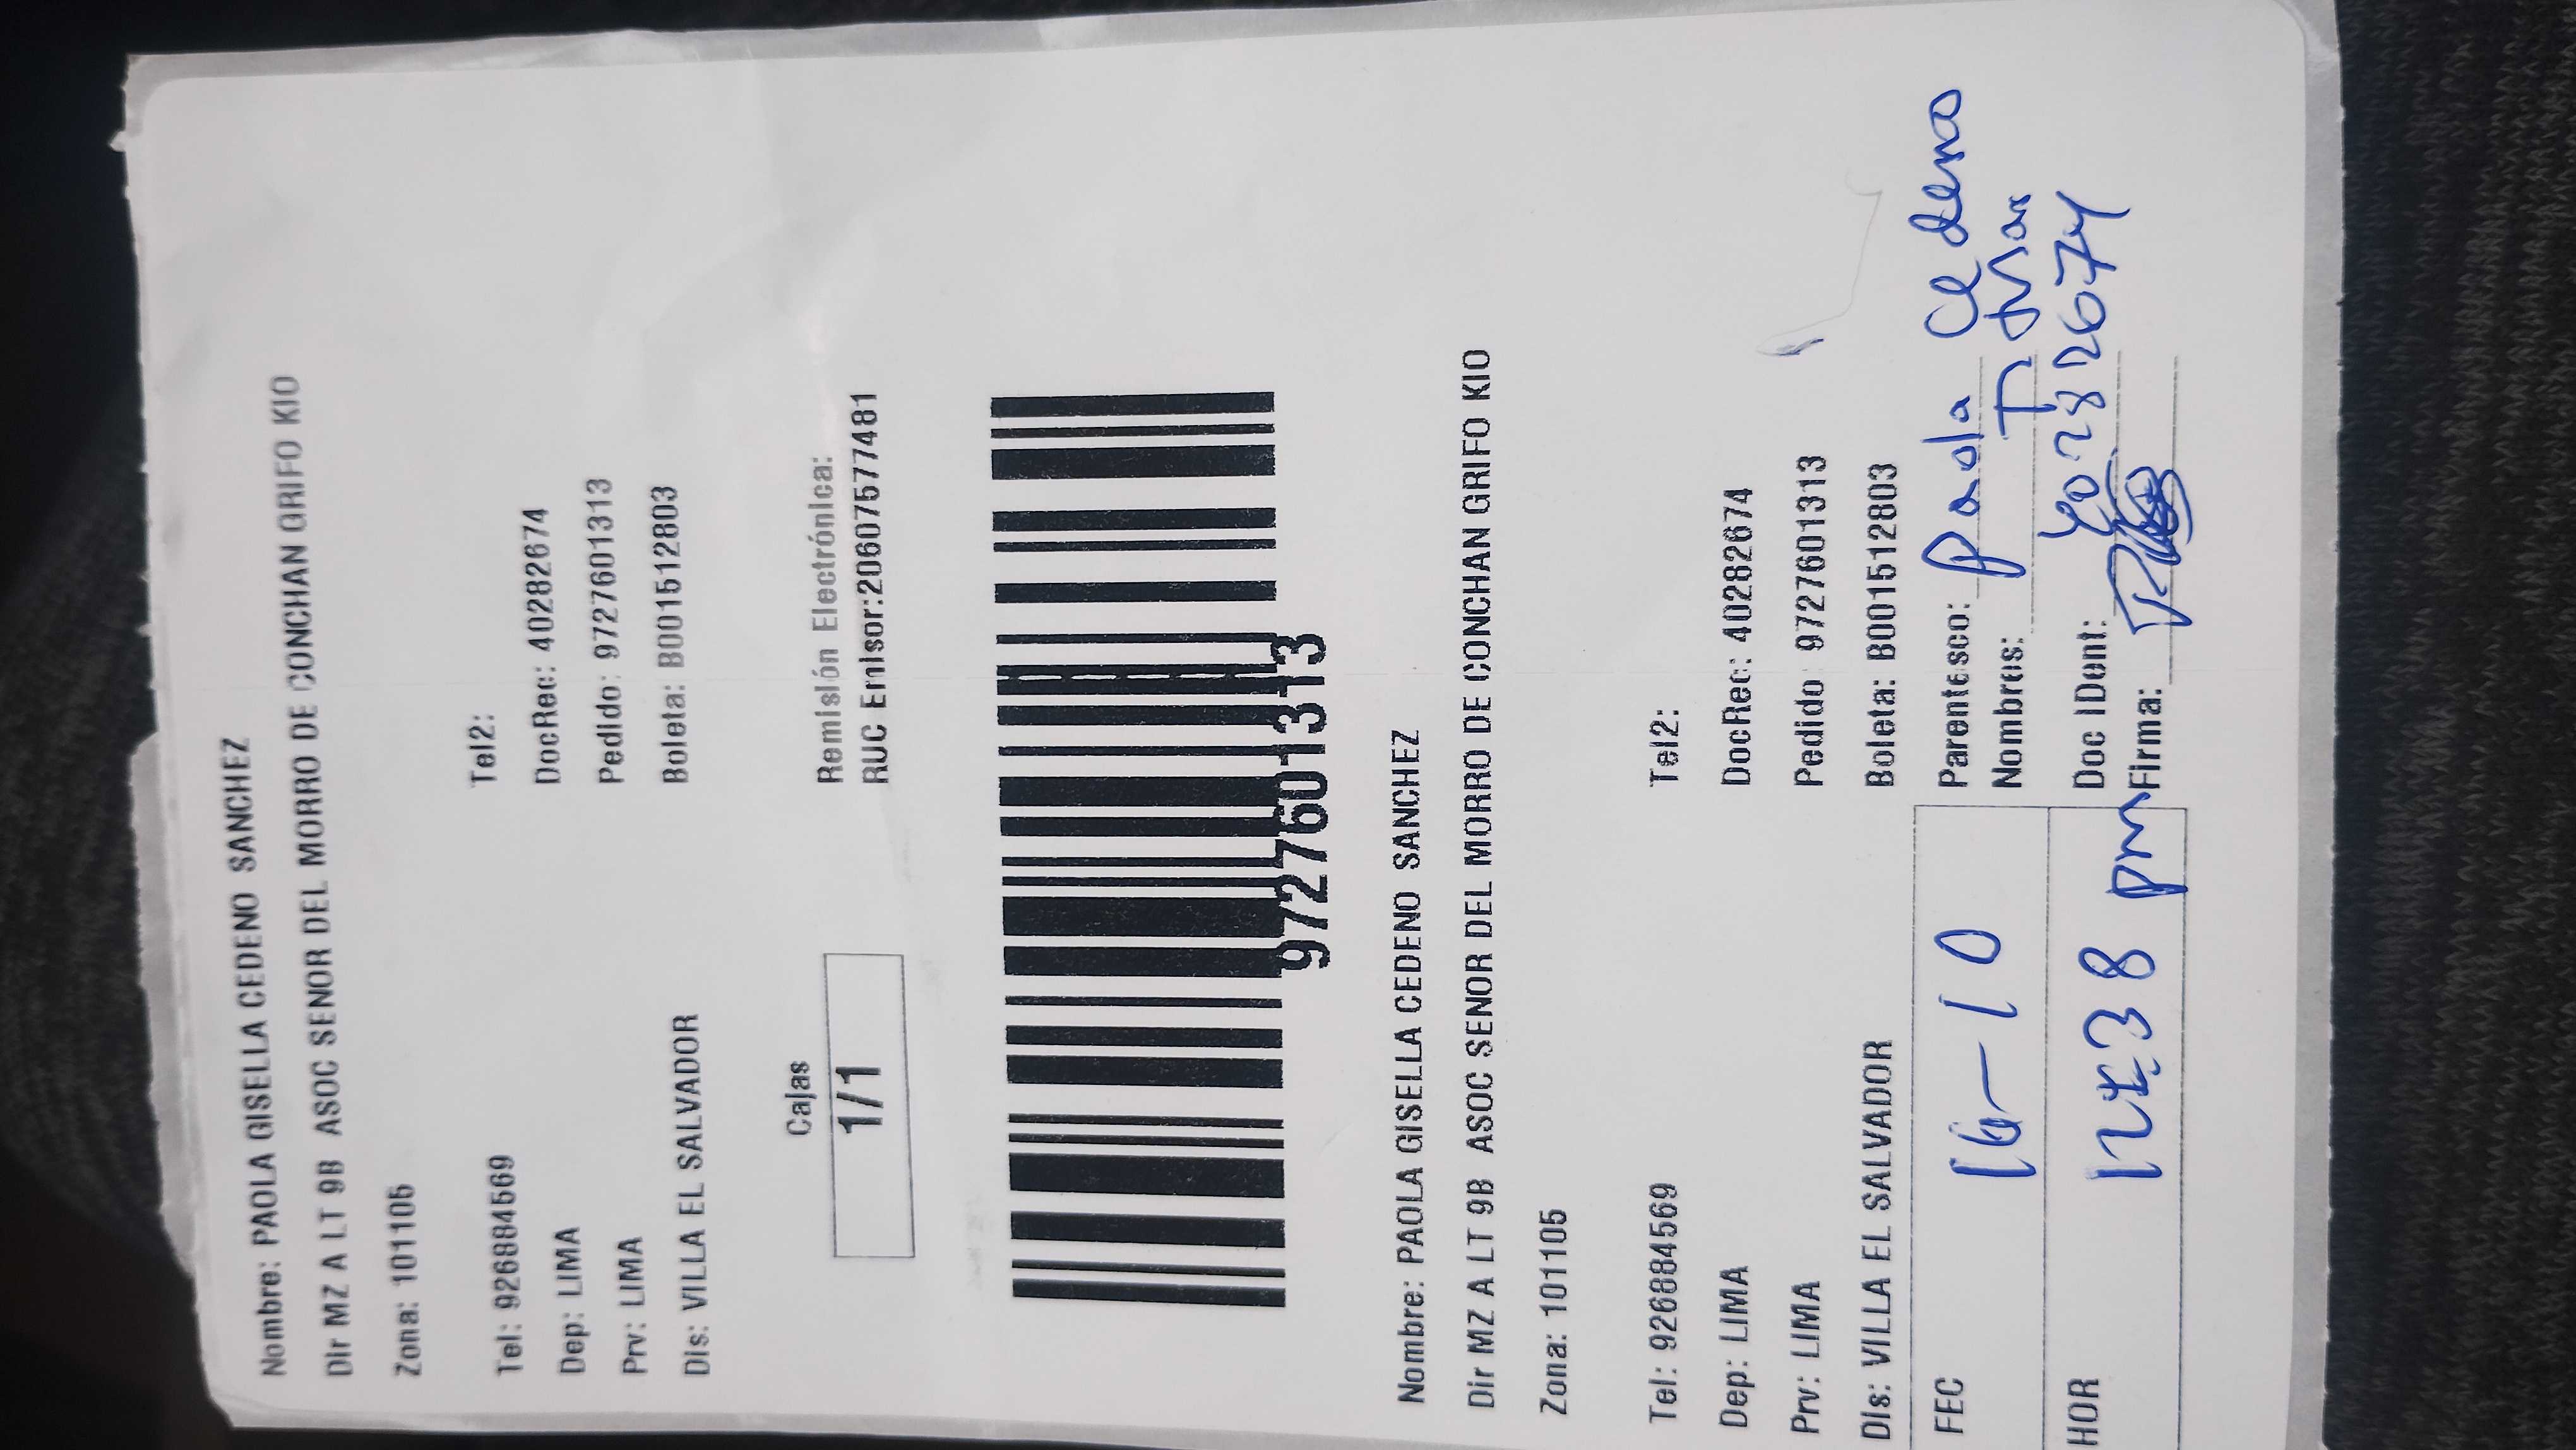 Nombre: PAOLA GISELLA CEDENO SANCHEZ
Dir MZ A LT 9B ASOC SENOR DEL MORRO DE CONCHAN GRIFO KIO
Zona: 101105
Tel: 926884569 Tel2:
Dep: LIMA DocRec: 40282674
Prv: LIMA Pedido: 9727601313
Dis: VILLA EL SALVADOR Boleta: B001512803
Cajas Remisión Electrónica:
1/1 RUC Emisor:20607577481
9727601313
Nombre: PAOLA GISELLA CEDENO SANCHEZ
Dir MZ A LT 9B ASOC SENOR DEL MORRO DE CONCHAN GRIFO KIO
Zona: 101105
Tel: 926884569 Tel2:
Dep: LIMA DocRec: 40282674
Prv: LIMA Pedido 9727601313
Dis: VILLA EL SALVADOR Boleta: B001512803
FEC 16-10 Parentesco: Paola Cedeno
Nombres: Titular
HOR 12:38 pm Doc IDent: 40282674
Firma: